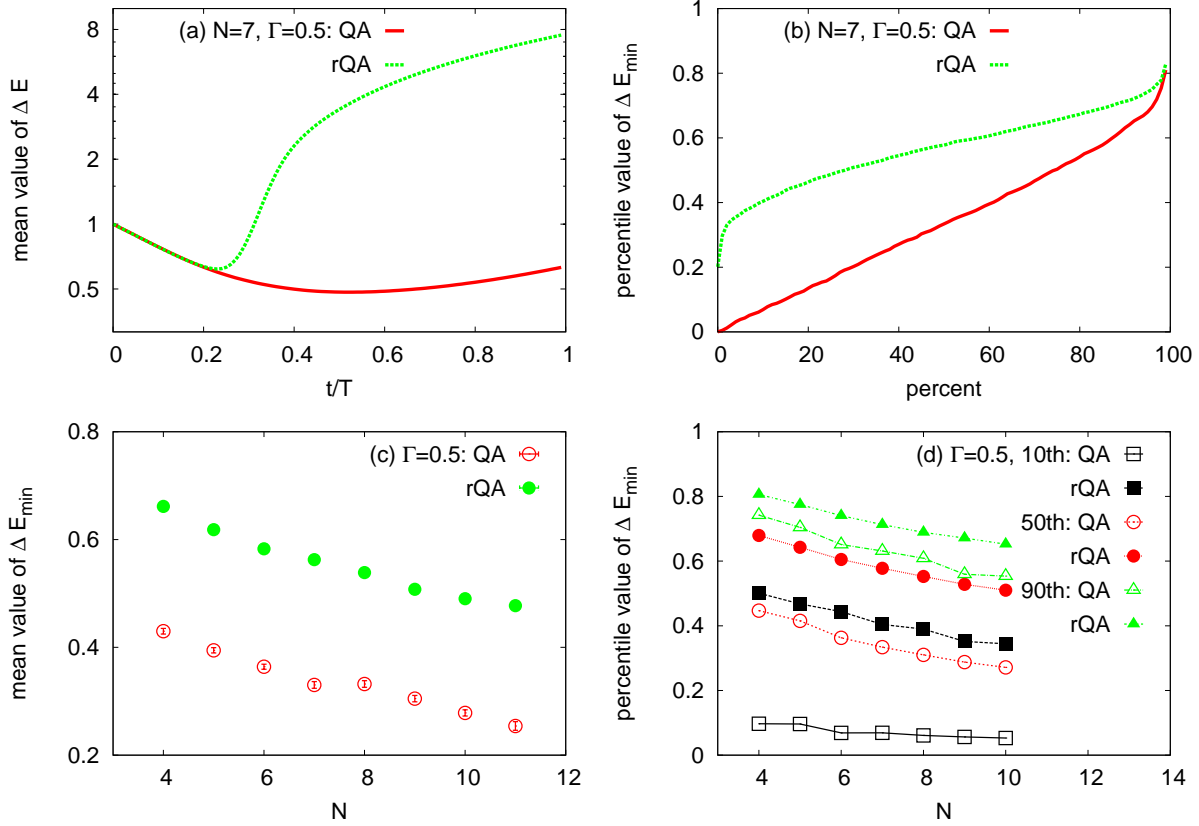 (a) N=7, Γ=0.5: QA
rQA
mean value of Δ E
8
4
2
1
0.5
0
0.2
0.4
0.6
0.8
1
t/T
(b) N=7, Γ=0.5: QA
rQA
percentile value of Δ E_min
1
0.8
0.6
0.4
0.2
0
0
20
40
60
80
100
percent
(c) Γ=0.5: QA
rQA
mean value of Δ E_min
0.8
0.6
0.4
0.2
4
6
8
10
12
N
(d) Γ=0.5, 10th: QA
rQA
50th: QA
rQA
90th: QA
rQA
percentile value of Δ E_min
1
0.8
0.6
0.4
0.2
0
4
6
8
10
12
14
N